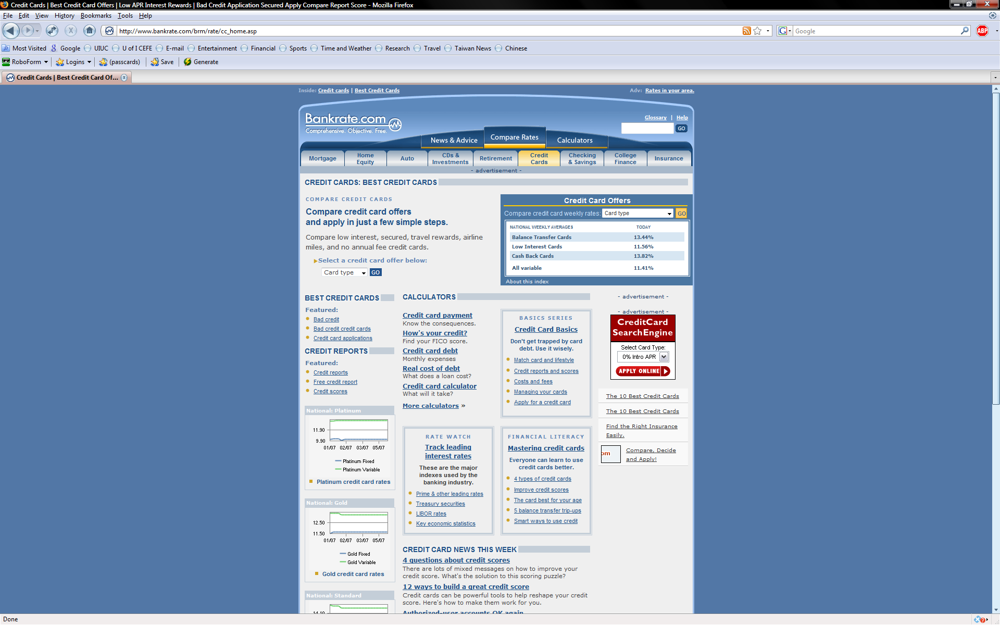 Credit Cards | Best Credit Card Offers | Low APR Interest Rewards | Bad Credit Application Secured Apply Compare Report Score - Mozilla Firefox
File Edit View History Bookmarks Tools Help
http://www.bankrate.com/brm/rate/cc_home.asp
G Google
ABP
Most Visited Google UIUC U of I CEFE E-mail Entertainment Financial Sports Time and Weather Research Travel Taiwan News Chinese
RoboForm Logins (passcards) Save Generate
Credit Cards | Best Credit Card Of...
Inside: Credit cards | Best Credit Cards
Adv: Rates in your area.
Bankrate.com
Comprehensive. Objective. Free.
Glossary | Help
GO
News & Advice Compare Rates Calculators
Mortgage
Home Equity
Auto
CDs & Investments
Retirement
Credit Cards
Checking & Savings
College Finance
Insurance
- advertisement -
CREDIT CARDS: BEST CREDIT CARDS
COMPARE CREDIT CARDS
Compare credit card offers
and apply in just a few simple steps.
Compare low interest, secured, travel rewards, airline
miles, and no annual fee credit cards.
Select a credit card offer below:
Card type GO
Credit Card Offers
Compare credit card weekly rates: Card type GO
NATIONAL WEEKLY AVERAGES TODAY
Balance Transfer Cards 13.44%
Low Interest Cards 11.56%
Cash Back Cards 13.82%
All variable 11.41%
About this index
BEST CREDIT CARDS
Featured:
Bad credit
Bad credit credit cards
Credit card applications
CREDIT REPORTS
Featured:
Credit reports
Free credit report
Credit scores
National: Platinum
11.90
9.90
01/07 02/07 03/07 05/07
Platinum Fixed
Platinum Variable
Platinum credit card rates
National: Gold
12.50
11.50
01/07 02/07 03/07 05/07
Gold Fixed
Gold Variable
Gold credit card rates
National: Standard
14.10
CALCULATORS
Credit card payment
Know the consequences.
How's your credit?
Find your FICO score.
Credit card debt
Monthly expenses
Real cost of debt
What does a loan cost?
Credit card calculator
What will it take?
More calculators »
BASICS SERIES
Credit Card Basics
Don't get trapped by card
debt. Use it wisely.
Match card and lifestyle
Credit reports and scores
Costs and fees
Managing your cards
Apply for a credit card
RATE WATCH
Track leading
interest rates
These are the major
indexes used by the
banking industry.
Prime & other leading rates
Treasury securities
LIBOR rates
Key economic statistics
FINANCIAL LITERACY
Mastering credit cards
Everyone can learn to use
credit cards better.
4 types of credit cards
Improve credit scores
The card best for your age
5 balance transfer trip-ups
Smart ways to use credit
CREDIT CARD NEWS THIS WEEK
4 questions about credit scores
There are lots of mixed messages on how to improve your
credit score. What's the solution to this scoring puzzle?
12 ways to build a great credit score
Credit cards can be powerful tools to help reshape your credit
score. Here's how to make them work for you.
Authorized-user accounts OK again
- advertisement -
- advertisement -
CreditCard
SearchEngine
Select Card Type:
0% Intro APR
APPLY ONLINE
The 10 Best Credit Cards
The 10 Best Credit Cards
Find the Right Insurance
Easily.
om
Compare, Decide
and Apply!
Done